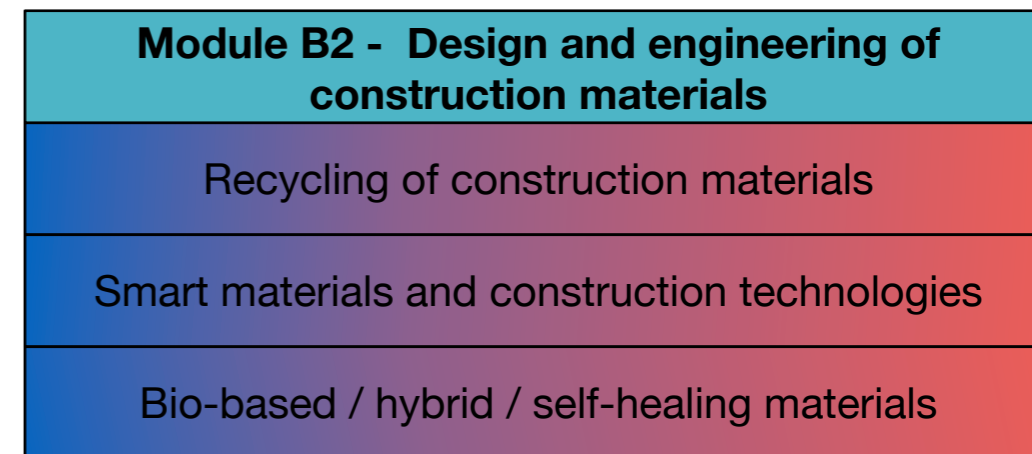 Module B2 -  Design and engineering of
construction materials
Recycling of construction materials
Smart materials and construction technologies
Bio-based / hybrid / self-healing materials